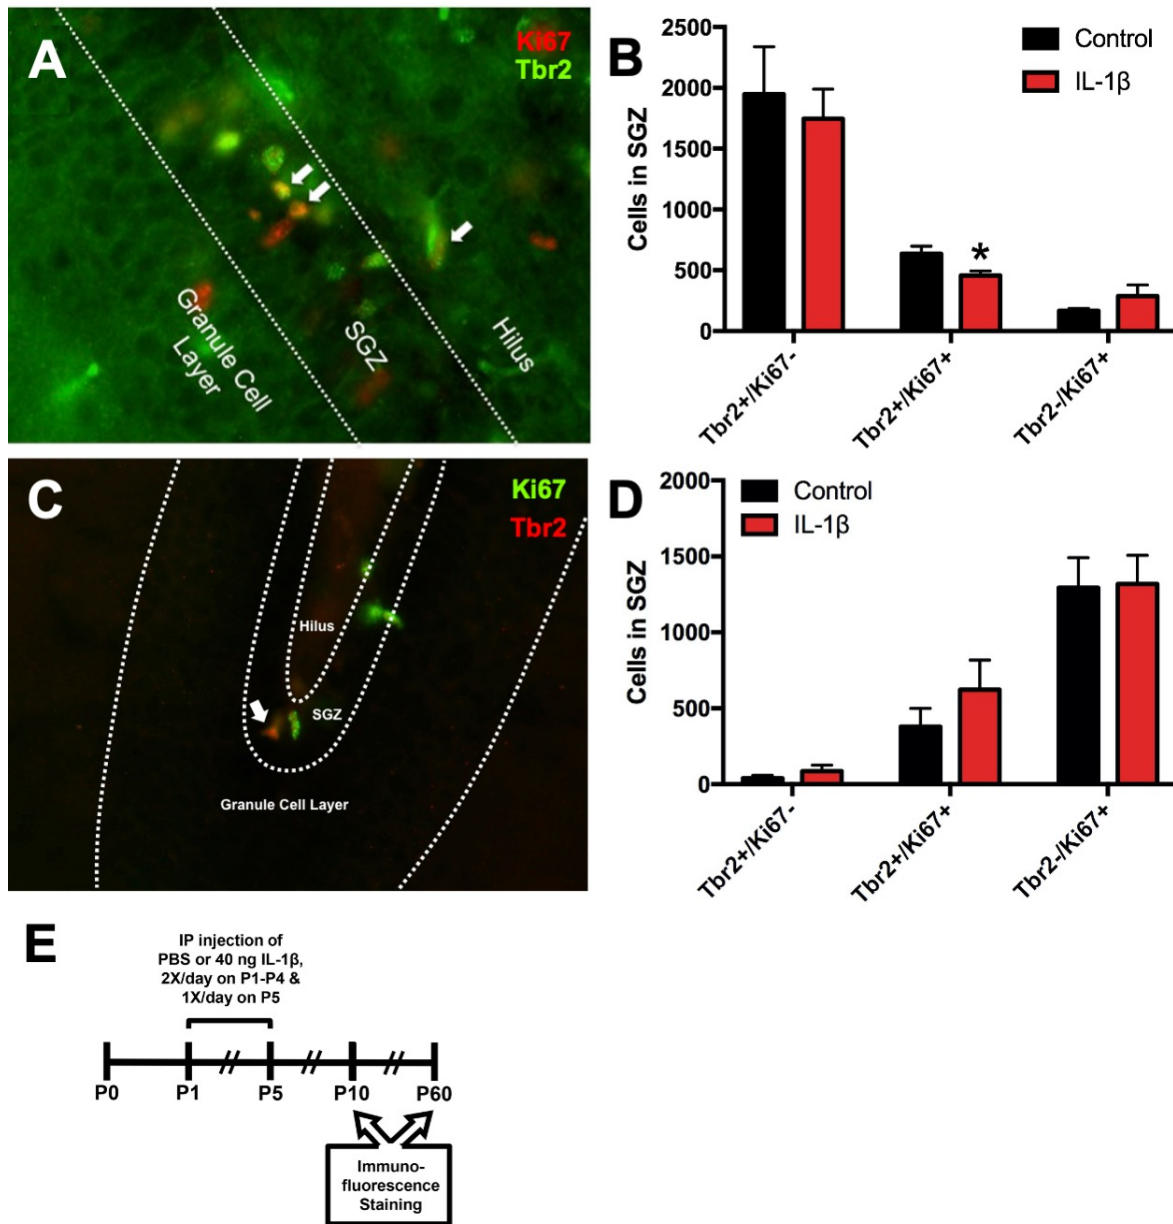 A
Ki67
Tbr2
Granule Cell
Layer
SGZ
Hilus
B
Control
IL-1β
Cells in SGZ
2500
2000
1500
1000
500
0
*
Tbr2+/Ki67-
Tbr2+/Ki67+
Tbr2-/Ki67+
C
Ki67
Tbr2
Hilus
SGZ
Granule Cell Layer
D
Control
IL-1β
Cells in SGZ
2000
1500
1000
500
0
Tbr2+/Ki67-
Tbr2+/Ki67+
Tbr2-/Ki67+
E
IP injection of
PBS or 40 ng IL-1β,
2X/day on P1-P4 &
1X/day on P5
P0 P1 P5 P10 P60
Immuno-
fluorescence
Staining